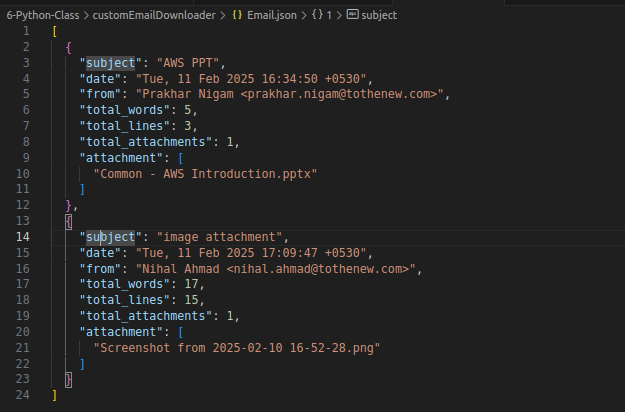 6-Python-Class > customEmailDownloader > {} Email.json > {} 1 > subject
1 [
2 {
3 "subject": "AWS PPT",
4 "date": "Tue, 11 Feb 2025 16:34:50 +0530",
5 "from": "Prakhar Nigam <prakhar.nigam@tothenew.com>",
6 "total_words": 5,
7 "total_lines": 3,
8 "total_attachments": 1,
9 "attachment": [
10 "Common - AWS Introduction.pptx"
11 ]
12 },
13 {
14 "subject": "image attachment",
15 "date": "Tue, 11 Feb 2025 17:09:47 +0530",
16 "from": "Nihal Ahmad <nihal.ahmad@tothenew.com>",
17 "total_words": 17,
18 "total_lines": 15,
19 "total_attachments": 1,
20 "attachment": [
21 "Screenshot from 2025-02-10 16-52-28.png"
22 ]
23 }
24 ]